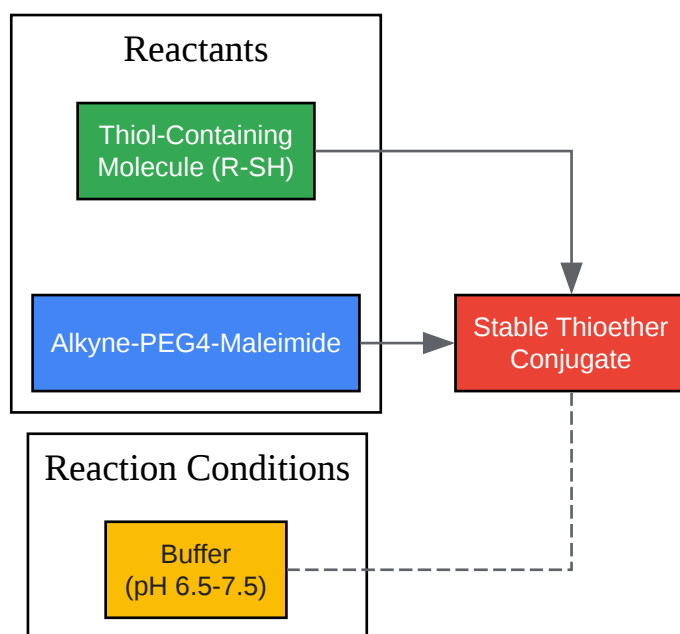 Reactants
Thiol-Containing
Molecule (R-SH)
Alkyne-PEG4-Maleimide
Stable Thioether
Conjugate
Reaction Conditions
Buffer
(pH 6.5-7.5)